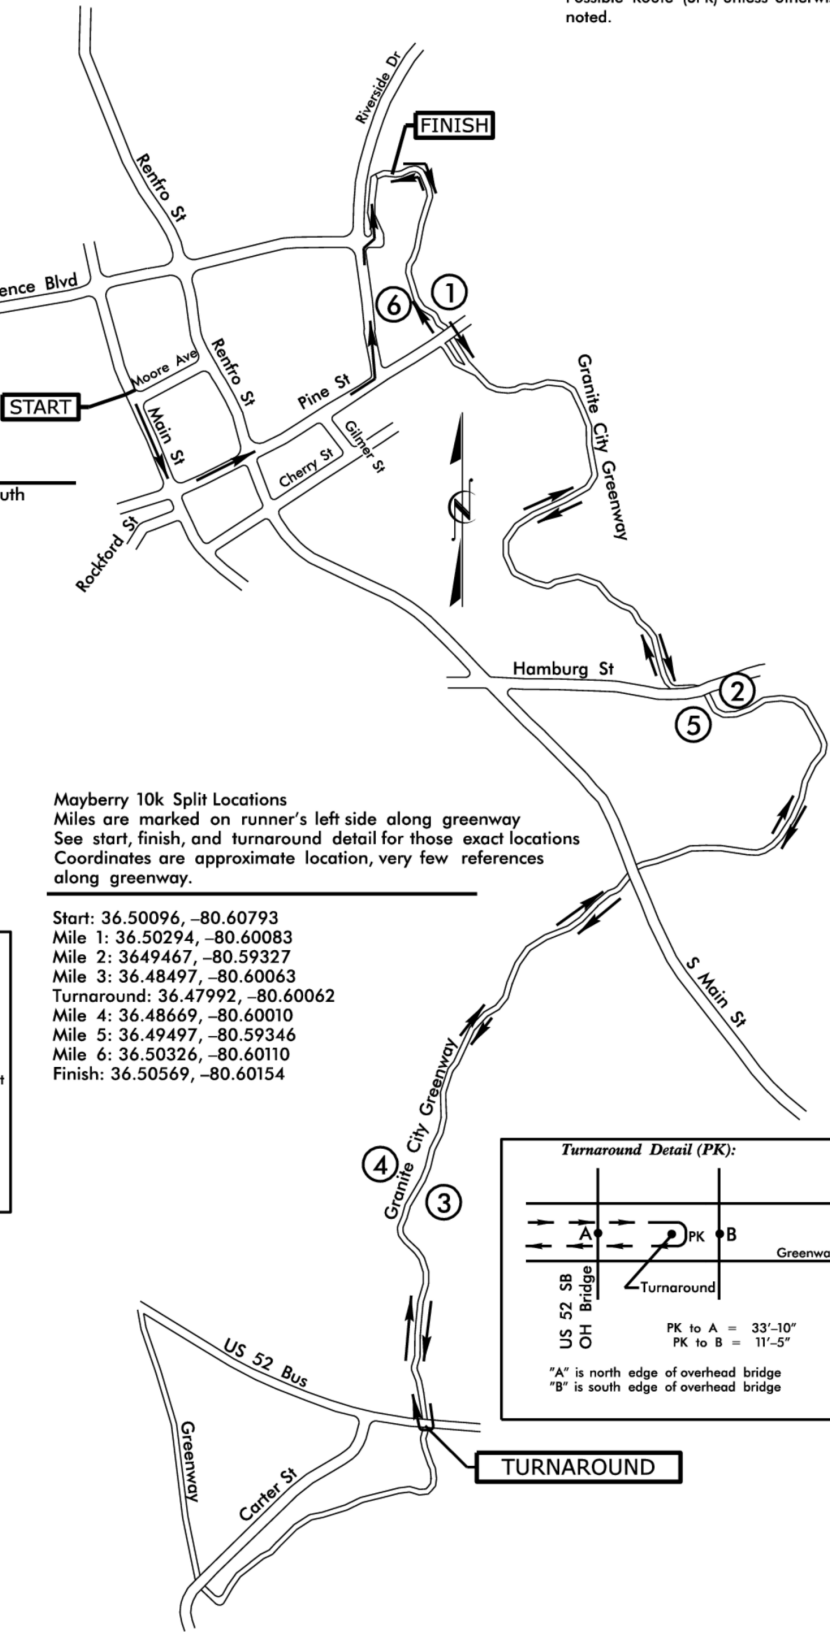 noted.
Riverside Dr
FINISH
Renfro St
ence Blvd
6
1
Moore Ave
Renfro St
START
Main St
Pine St
Granite City Greenway
Gilmer St
Cherry St
uth
N
Rockford St
Hamburg St
2
5
Mayberry 10k Split Locations
Miles are marked on runner's left side along greenway
See start, finish, and turnaround detail for those exact locations
Coordinates are approximate location, very few references
along greenway.
Start: 36.50096, –80.60793
Mile 1: 36.50294, –80.60083
Mile 2: 3649467, –80.59327
Mile 3: 36.48497, –80.60063
Turnaround: 36.47992, –80.60062
Mile 4: 36.48669, –80.60010
Mile 5: 36.49497, –80.59346
Mile 6: 36.50326, –80.60110
Finish: 36.50569, –80.60154
S Main St
t
Granite City Greenway
4
3
Turnaround Detail (PK):
A
PK
B
Greenwa
Turnaround
US 52 SB
OH Bridge
PK to A = 33'–10"
PK to B = 11'–5"
"A" is north edge of overhead bridge
"B" is south edge of overhead bridge
US 52 Bus
Greenway
Carter St
TURNAROUND